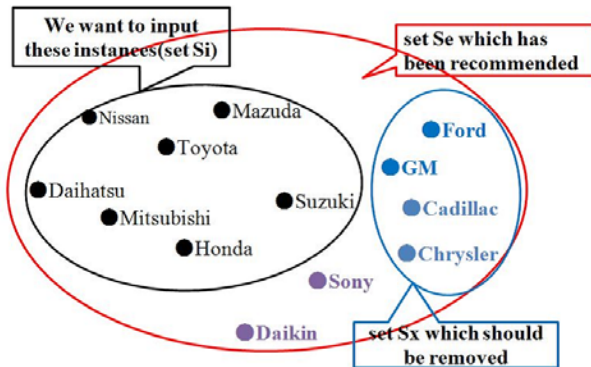 We want to input
these instances(set Si)
set Se which has
been recommended
Nissan
Mazuda
Toyota
Ford
GM
Daihatsu
Mitsubishi
Suzuki
Cadillac
Honda
Chrysler
Sony
Daikin
set Sx which should
be removed